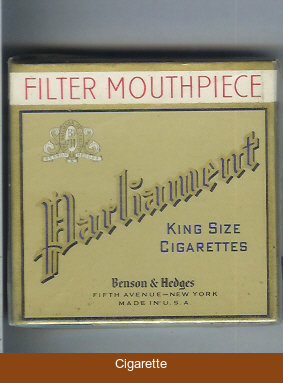 FILTER MOUTHPIECE
Parliament
KING SIZE
CIGARETTES
Benson & Hedges
FIFTH AVENUE—NEW YORK
MADE IN U.S.A.
Cigarette